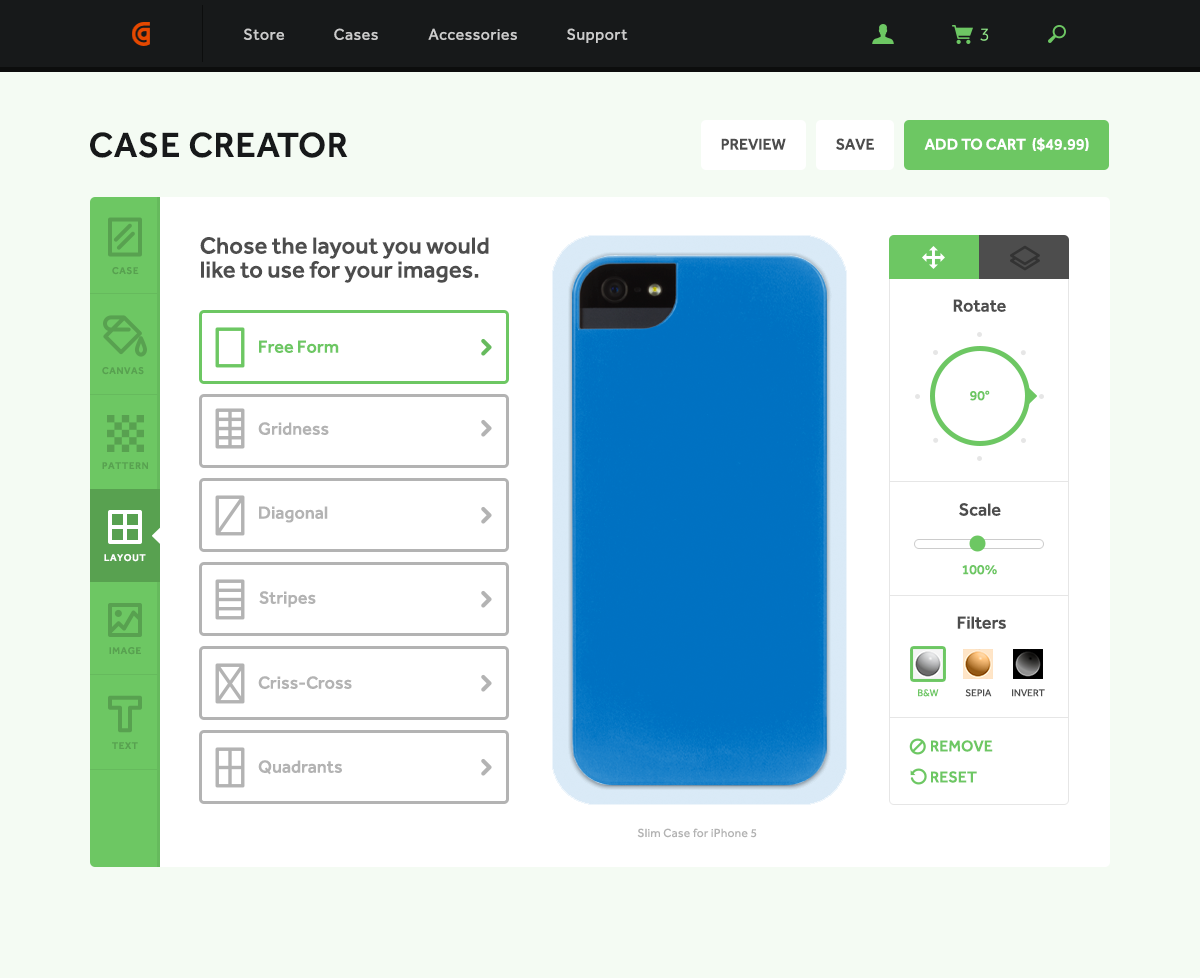 Store
Cases
Accessories
Support
3
CASE CREATOR
PREVIEW
SAVE
ADD TO CART ($49.99)
CASE
CANVAS
PATTERN
LAYOUT
IMAGE
TEXT
Chose the layout you would
like to use for your images.
Free Form
Gridness
Diagonal
Stripes
Criss-Cross
Quadrants
Slim Case for iPhone 5
Rotate
90°
Scale
100%
Filters
B&W
SEPIA
INVERT
REMOVE
RESET